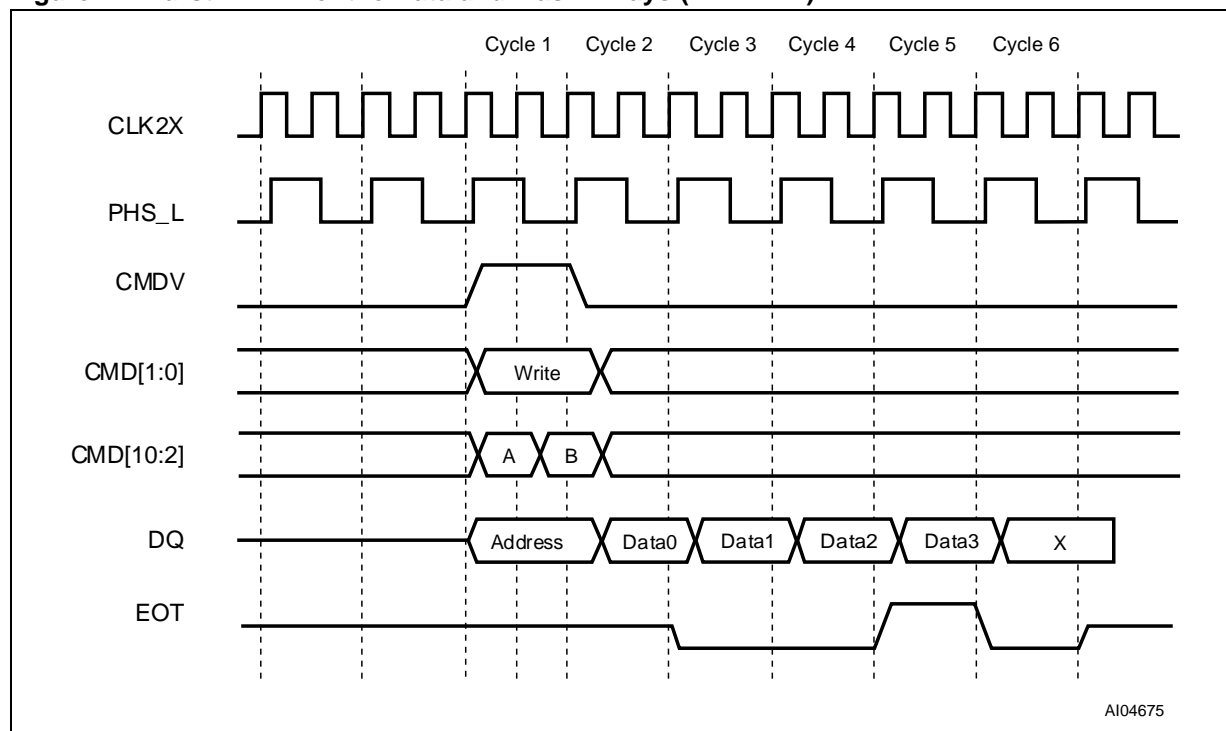 Cycle 1 Cycle 2 Cycle 3 Cycle 4 Cycle 5 Cycle 6
CLK2X
PHS_L
CMDV
CMD[1:0] Write
CMD[10:2] A B
DQ Address Data0 Data1 Data2 Data3 X
EOT
AI04675